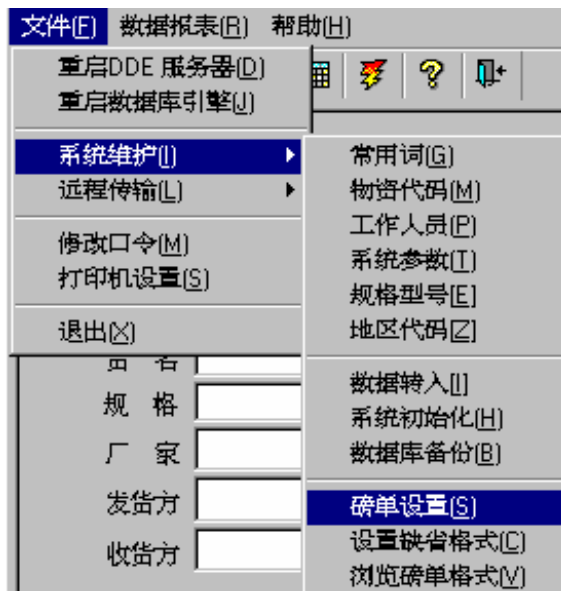 文件(F) 数据报表(R) 帮助(H)
重启DDE 服务器(D)
重启数据库引擎(J)
系统维护(I)
远程传输(L)
修改口令(M)
打印机设置(S)
退出(X)
常用词(G)
物资代码(M)
工作人员(P)
系统参数(T)
规格型号[E]
地区代码[Z]
数据转入[I]
系统初始化(H)
数据库备份(B)
磅单设置(S)
设置缺省格式(C)
浏览磅单格式(V)
货 名
规 格
厂 家
发货方
收货方